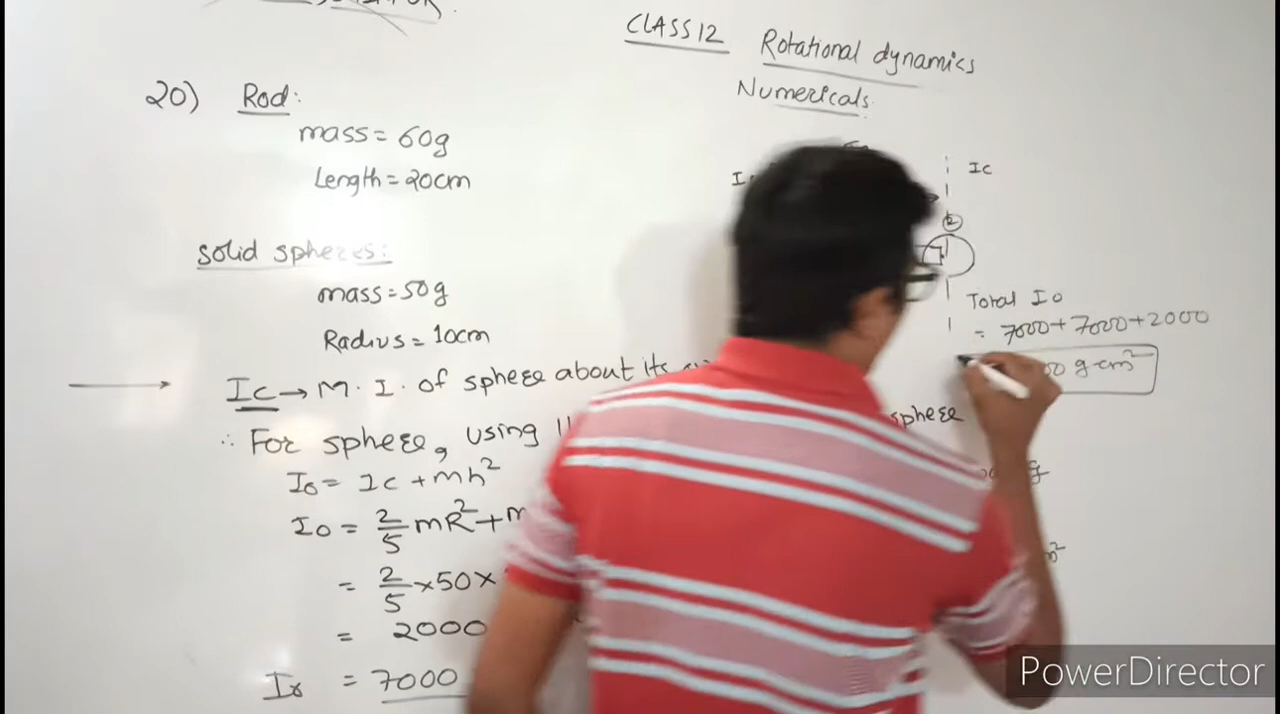 CLASS 12 Rotational dynamics
Numericals.
20) Rod:
mass = 60g
Length = 20cm
Ic
2
solid spheres:
mass = 50g
Radius = 10cm
Total Io
= 7000 + 7000 + 2000
g-cm²
Ic → M. I. of sphere about its
sphere
∴ For sphere, using
Io = Ic + mh²
Io = 2/5 mR² +
= 2/5 × 50 ×
= 2000
= 7000
PowerDirector